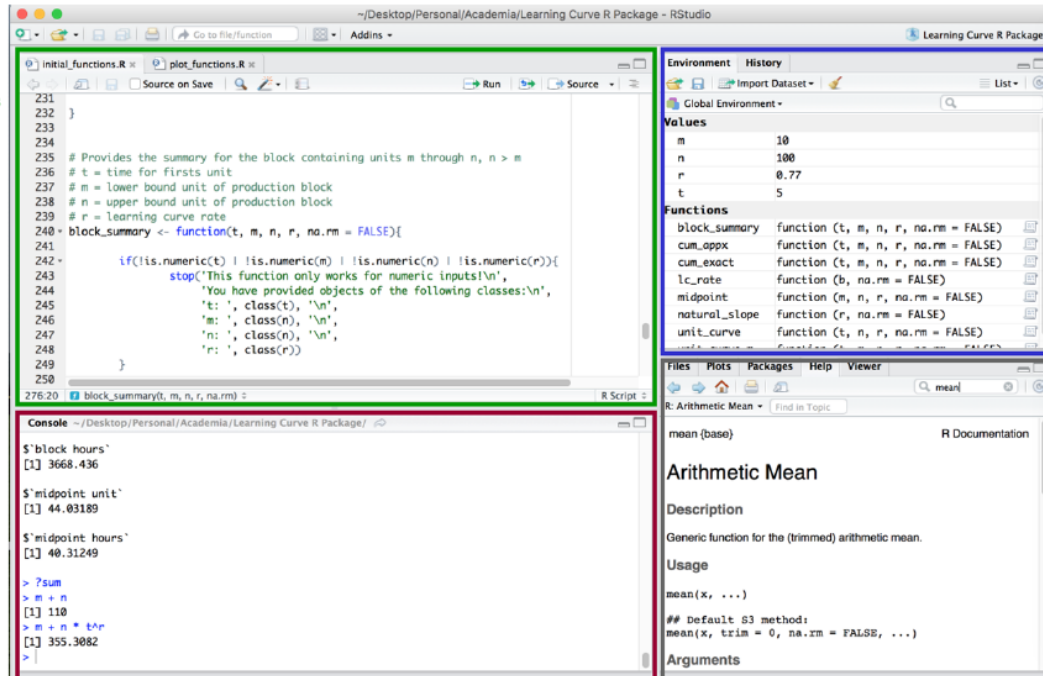 ~/Desktop/Personal/Academia/Learning Curve R Package - RStudio
Go to file/function
Addins
Learning Curve R Package
initial_functions.R
plot_functions.R
Source on Save
Run
Source
231
232 }
233
234
235 # Provides the summary for the block containing units m through n, n > m
236 # t = time for firsts unit
237 # m = lower bound unit of production block
238 # n = upper bound unit of production block
239 # r = learning curve rate
240 block_summary <- function(t, m, n, r, na.rm = FALSE){
241
242 if(!is.numeric(t) | !is.numeric(m) | !is.numeric(n) | !is.numeric(r)){
243 stop('This function only works for numeric inputs!\n',
244 'You have provided objects of the following classes:\n',
245 't: ', class(t), '\n',
246 'm: ', class(n), '\n',
247 'n: ', class(n), '\n',
248 'r: ', class(r))
249 }
250
276:20 block_summary(t, m, n, r, na.rm)
R Script
Console ~/Desktop/Personal/Academia/Learning Curve R Package/
$`block hours`
[1] 3668.436
$`midpoint unit`
[1] 44.03189
$`midpoint hours`
[1] 40.31249
> ?sum
> m + n
[1] 110
> m + n * t^r
[1] 355.3082
>
Environment History
Import Dataset
List
Global Environment
Values
m 10
n 100
r 0.77
t 5
Functions
block_summary function (t, m, n, r, na.rm = FALSE)
cum_appx function (t, m, n, r, na.rm = FALSE)
cum_exact function (t, m, n, r, na.rm = FALSE)
lc_rate function (b, na.rm = FALSE)
midpoint function (m, n, r, na.rm = FALSE)
natural_slope function (r, na.rm = FALSE)
unit_curve function (t, n, r, na.rm = FALSE)
Files Plots Packages Help Viewer
mean
R: Arithmetic Mean
Find in Topic
mean {base}
R Documentation
Arithmetic Mean
Description
Generic function for the (trimmed) arithmetic mean.
Usage
mean(x, ...)
## Default S3 method:
mean(x, trim = 0, na.rm = FALSE, ...)
Arguments